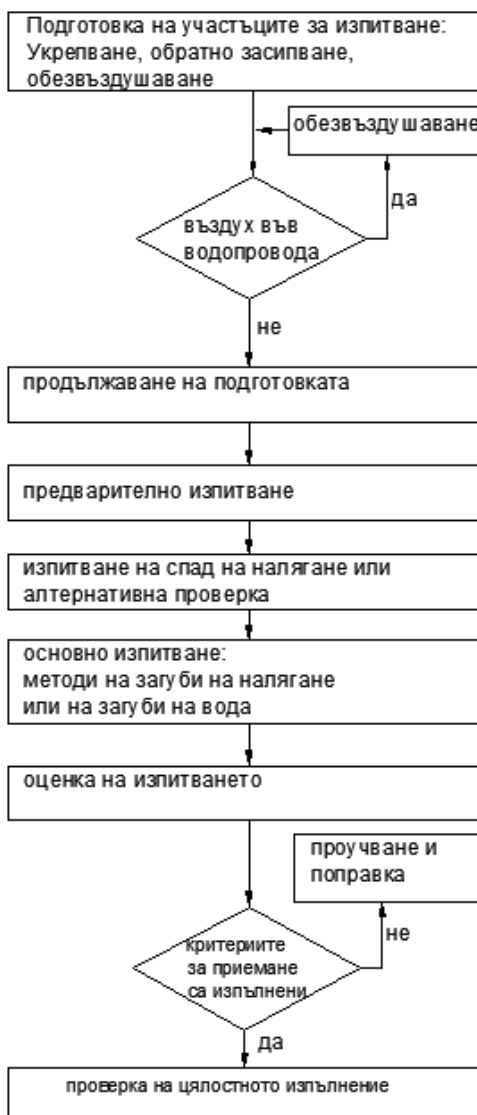 Подготовка на участъците за изпитване:
Укрепване, обратно засипване,
обезвъздушаване
обезвъздушаване
да
въздух във
водопровода
не
продължаване на подготовката
предварително изпитване
изпитване на спад на налягане или
алтернативна проверка
основно изпитване:
методи на загуби на налягане
или на загуби на вода
оценка на изпитването
проучване и
поправка
не
критериите
за приемане
са изпълнени
да
проверка на цялостното изпълнение